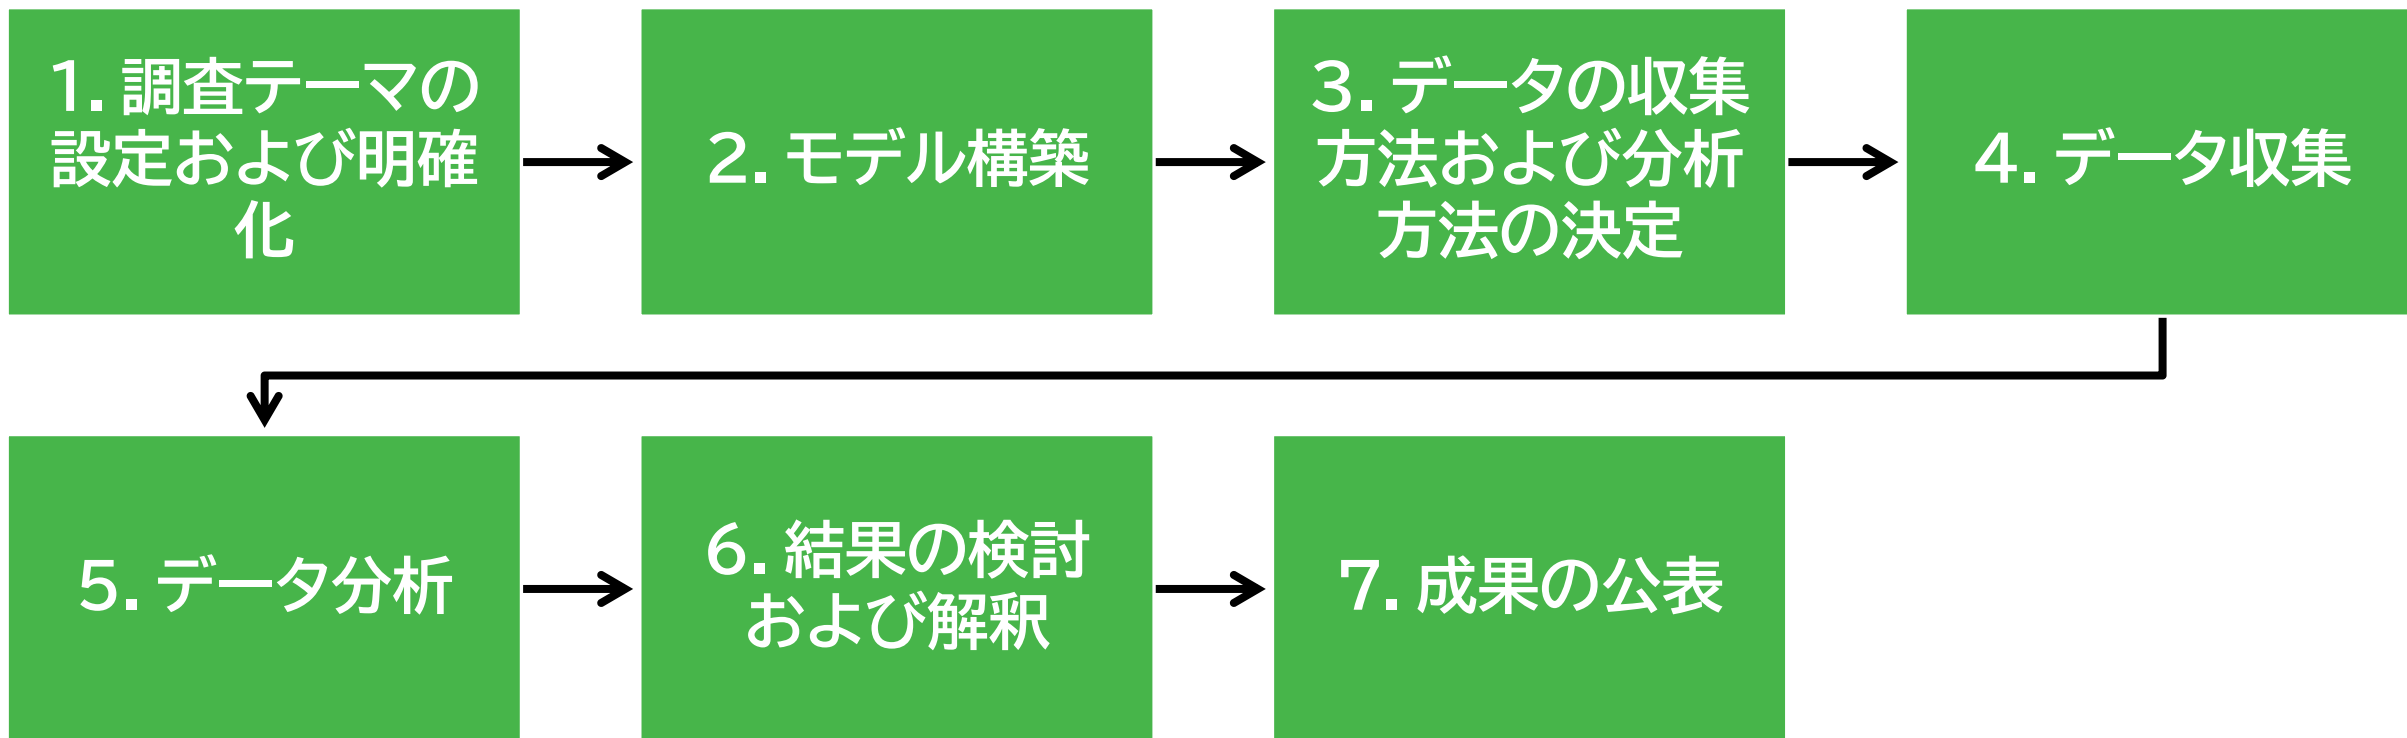 1. 調査テーマの
設定および明確
化
2. モデル構築
3. データの収集
方法および分析
方法の決定
4. データ収集
5. データ分析
6. 結果の検討
および解釈
7. 成果の公表